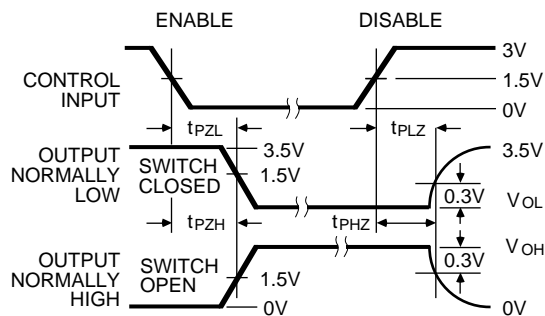 ENABLE DISABLE
3V
CONTROL INPUT 1.5V
0V
tPZL tPLZ
OUTPUT NORMALLY LOW
SWITCH CLOSED
3.5V 3.5V
1.5V
0.3V VOL
tPZH tPHZ
VOH
OUTPUT NORMALLY HIGH
SWITCH OPEN
0.3V
1.5V
0V 0V